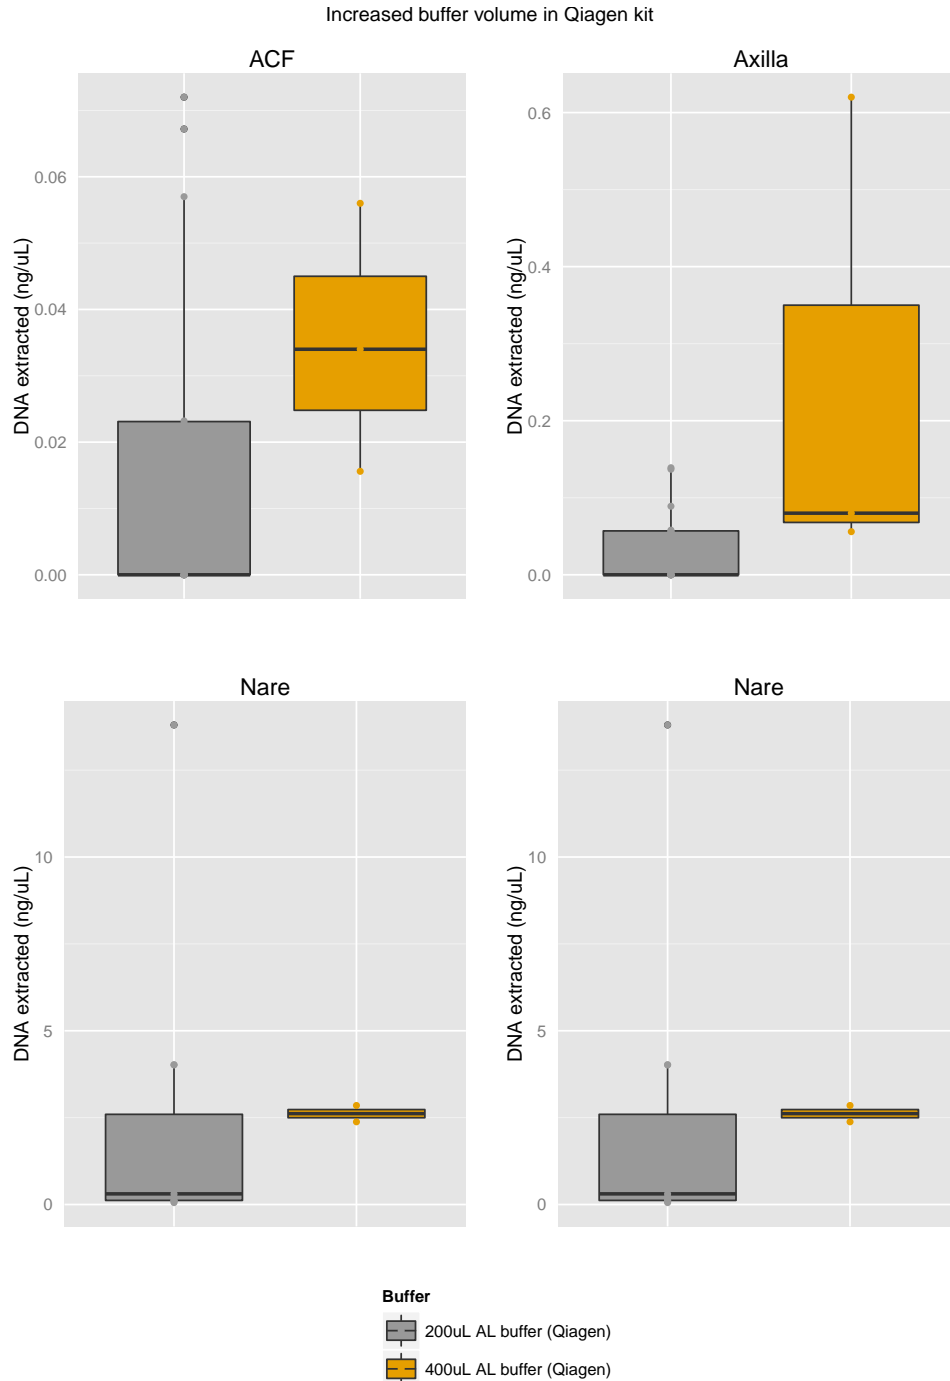 Increased buffer volume in Qiagen kit
ACF
Axilla
DNA extracted (ng/uL)
0.06
0.04
0.02
0.00
DNA extracted (ng/uL)
0.6
0.4
0.2
0.0
Nare
Nare
DNA extracted (ng/uL)
10
5
0
DNA extracted (ng/uL)
10
5
0
Buffer
200uL AL buffer (Qiagen)
400uL AL buffer (Qiagen)